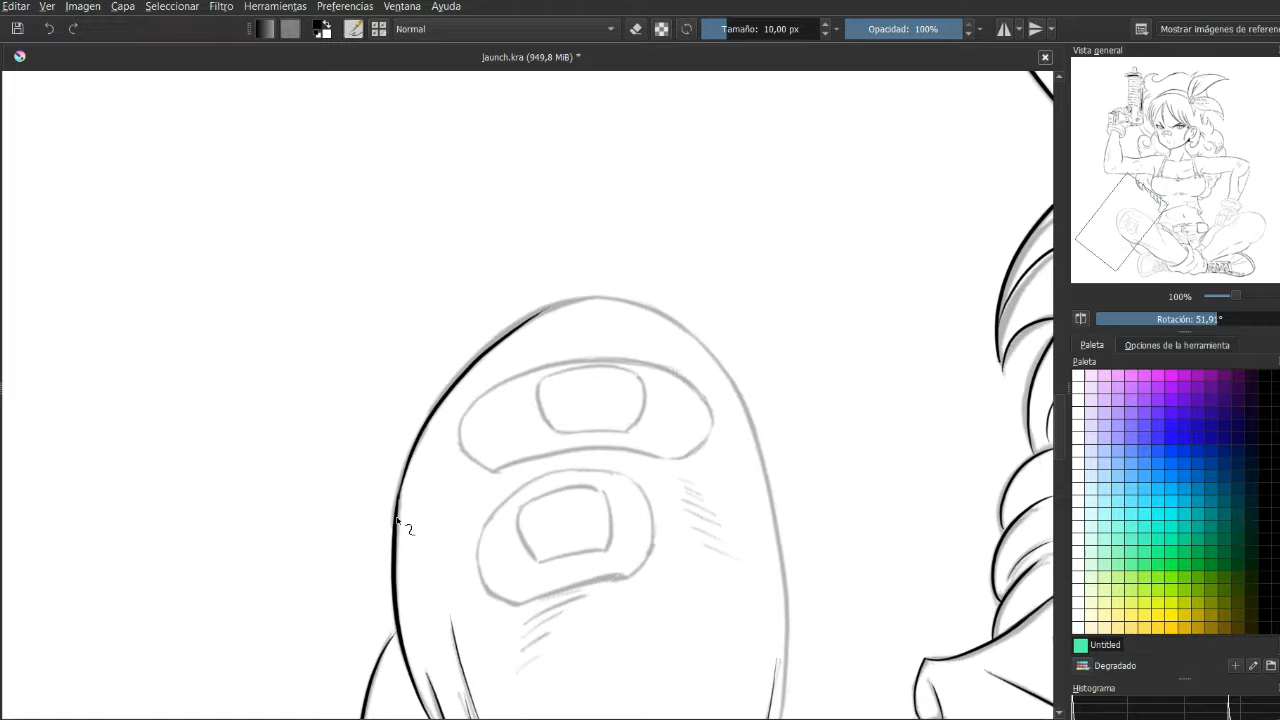 Editar Ver Imagen Capa Seleccionar Filtro Herramientas Preferencias Ventana Ayuda
Normal Tamaño: 10,00 px Opacidad: 100% Mostrar imágenes de referen
launch.kra (949,8 MiB) *
Vista general
100%
Rotación: 51,91°
Paleta Opciones de la herramienta
Paleta
Untitled
Degradado
Histograma